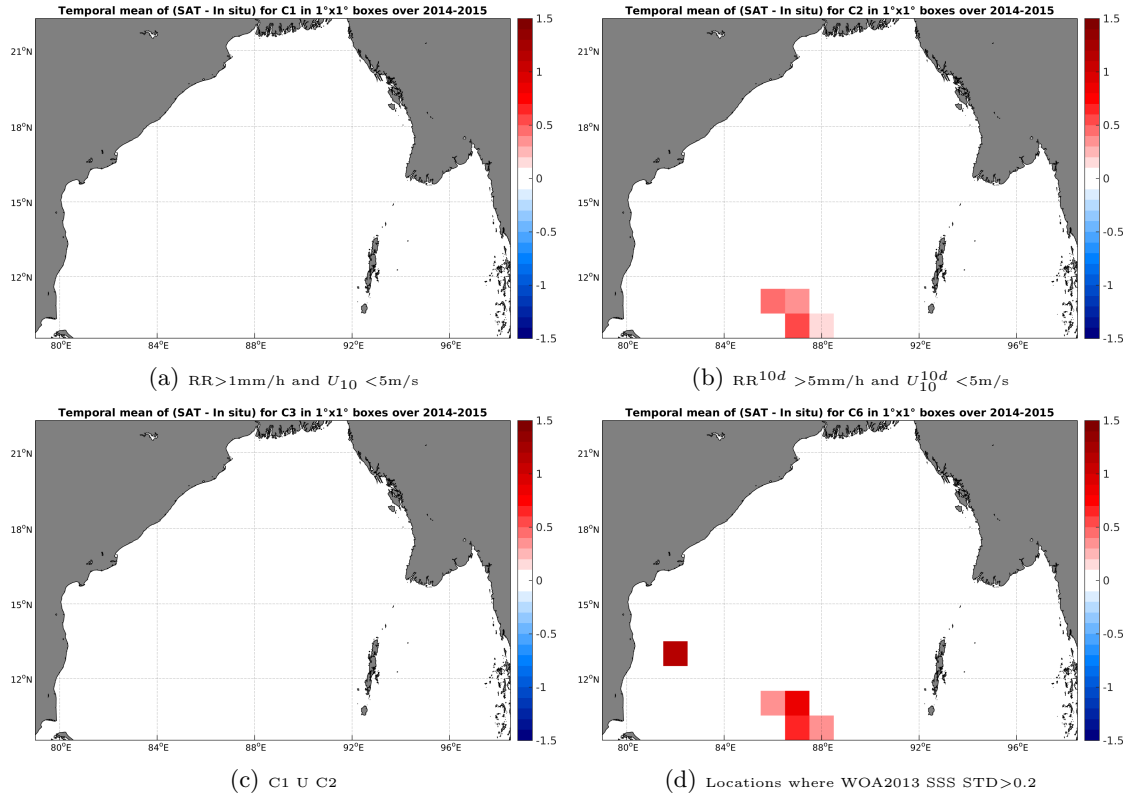 Temporal mean of (SAT - In situ) for C1 in 1°x1° boxes over 2014-2015
21°N
18°N
15°N
12°N
80°E 84°E 88°E 92°E 96°E
1.5
1
0.5
0
-0.5
-1
-1.5
(a) RR>1mm/h and U10 <5m/s
Temporal mean of (SAT - In situ) for C2 in 1°x1° boxes over 2014-2015
21°N
18°N
15°N
12°N
80°E 84°E 88°E 92°E 96°E
1.5
1
0.5
0
-0.5
-1
-1.5
(b) RR^10d >5mm/h and U10^10d <5m/s
Temporal mean of (SAT - In situ) for C3 in 1°x1° boxes over 2014-2015
21°N
18°N
15°N
12°N
80°E 84°E 88°E 92°E 96°E
1.5
1
0.5
0
-0.5
-1
-1.5
(c) C1 U C2
Temporal mean of (SAT - In situ) for C6 in 1°x1° boxes over 2014-2015
21°N
18°N
15°N
12°N
80°E 84°E 88°E 92°E 96°E
1.5
1
0.5
0
-0.5
-1
-1.5
(d) Locations where WOA2013 SSS STD>0.2